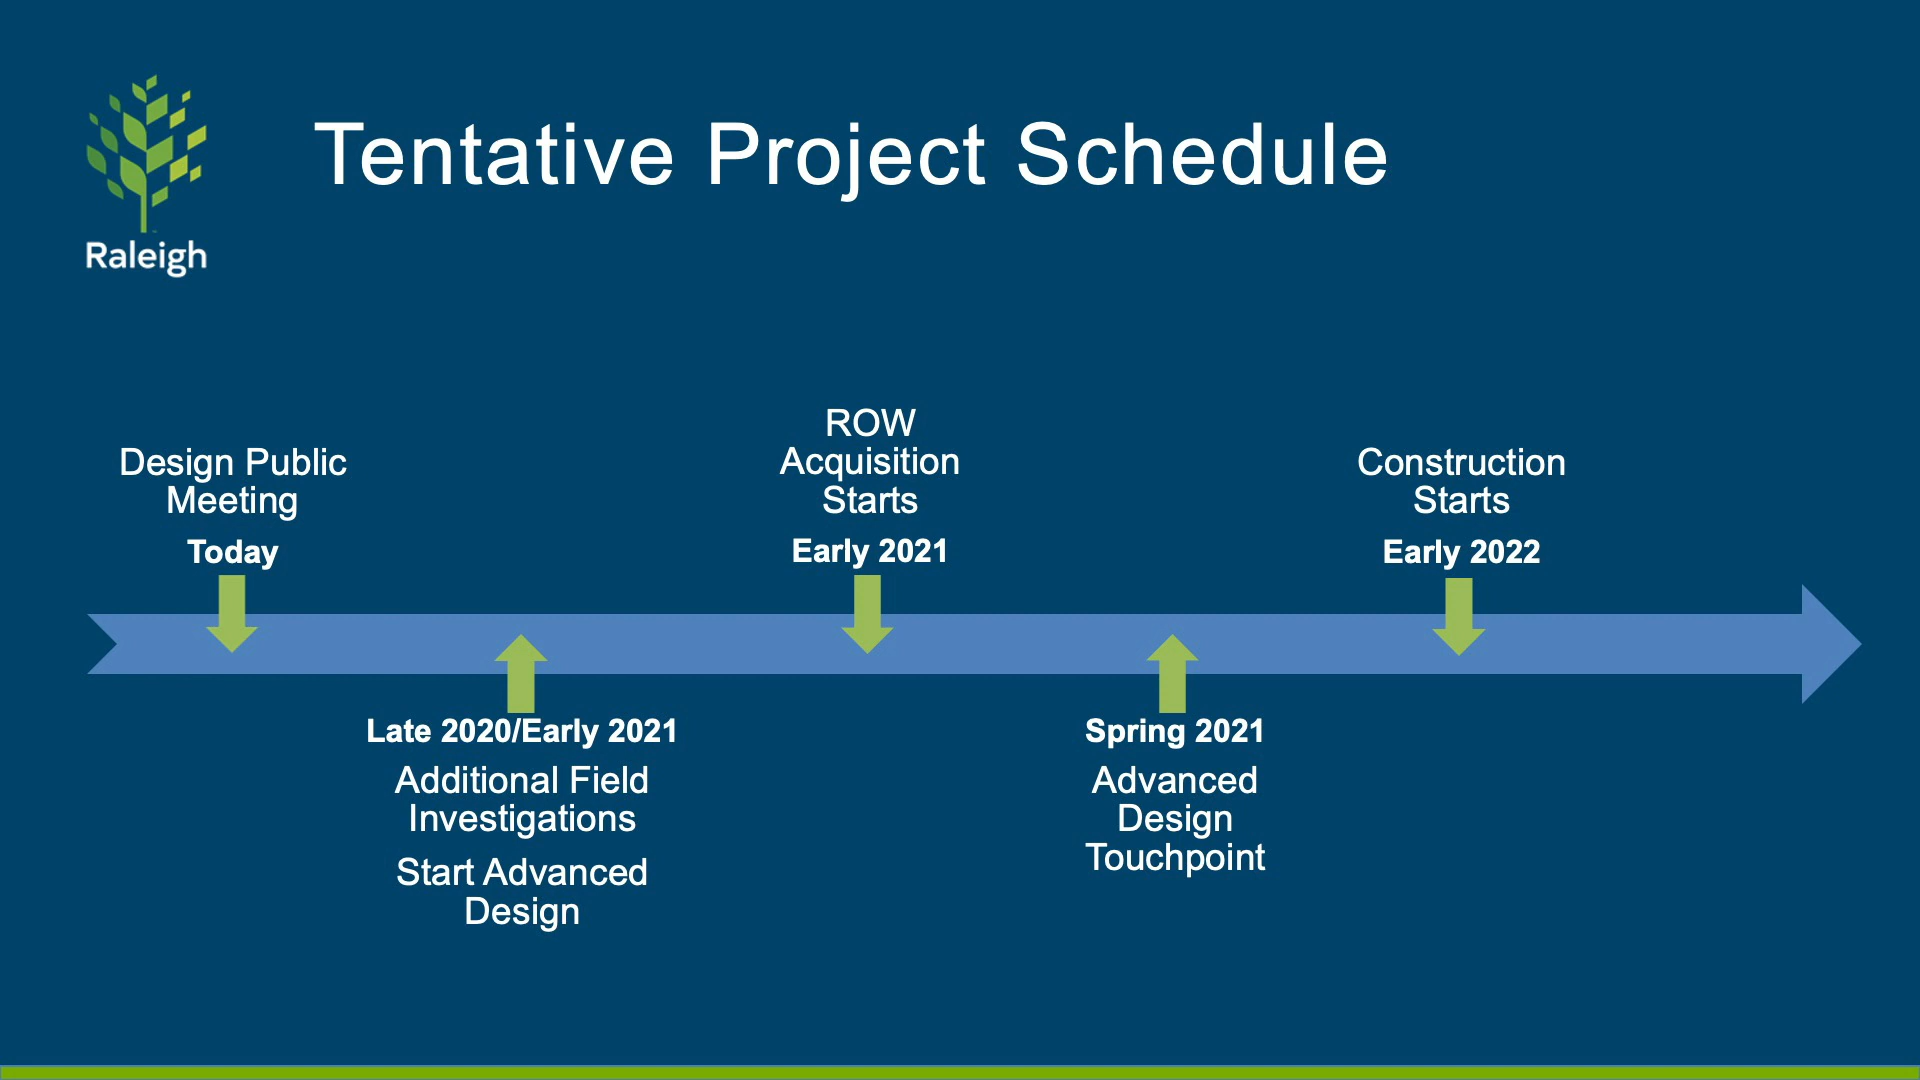 Raleigh
Tentative Project Schedule
Design Public
Meeting
Today
Late 2020/Early 2021
Additional Field
Investigations
Start Advanced
Design
ROW
Acquisition
Starts
Early 2021
Spring 2021
Advanced
Design
Touchpoint
Construction
Starts
Early 2022